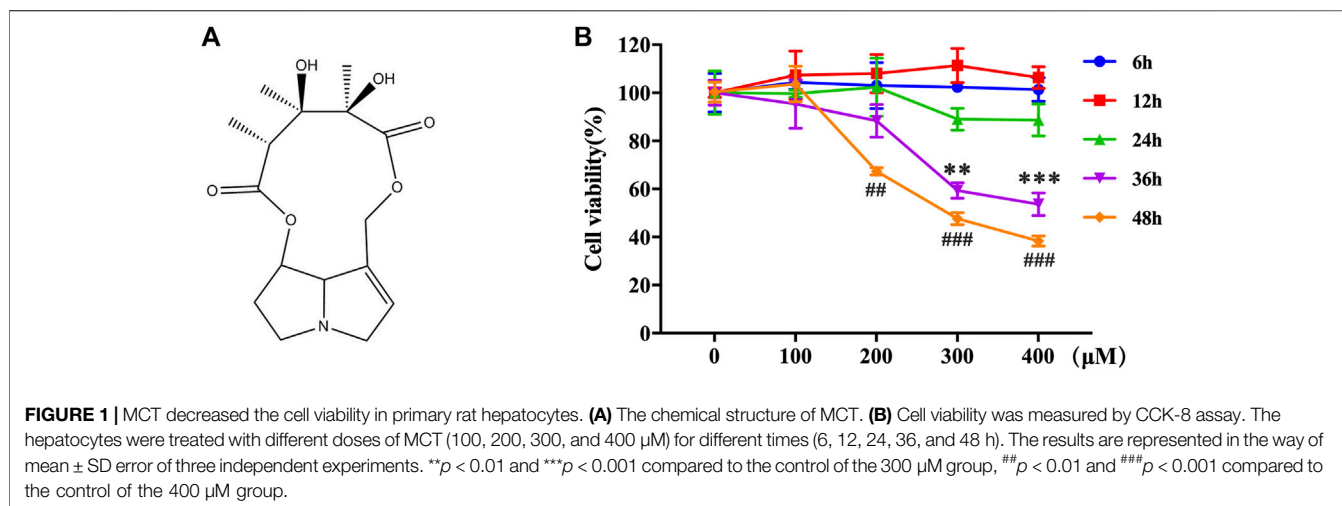 A
OH
OH
O
O
O
O
N
B
Cell viability(%)
120
100
80
60
40
20
0
0 100 200 300 400 (μM)
** ***
## ### ###
6h
12h
24h
36h
48h
FIGURE 1 | MCT decreased the cell viability in primary rat hepatocytes. (A) The chemical structure of MCT. (B) Cell viability was measured by CCK-8 assay. The
hepatocytes were treated with different doses of MCT (100, 200, 300, and 400 μM) for different times (6, 12, 24, 36, and 48 h). The results are represented in the way of
mean ± SD error of three independent experiments. **p < 0.01 and ***p < 0.001 compared to the control of the 300 μM group, ##p < 0.01 and ###p < 0.001 compared to
the control of the 400 μM group.